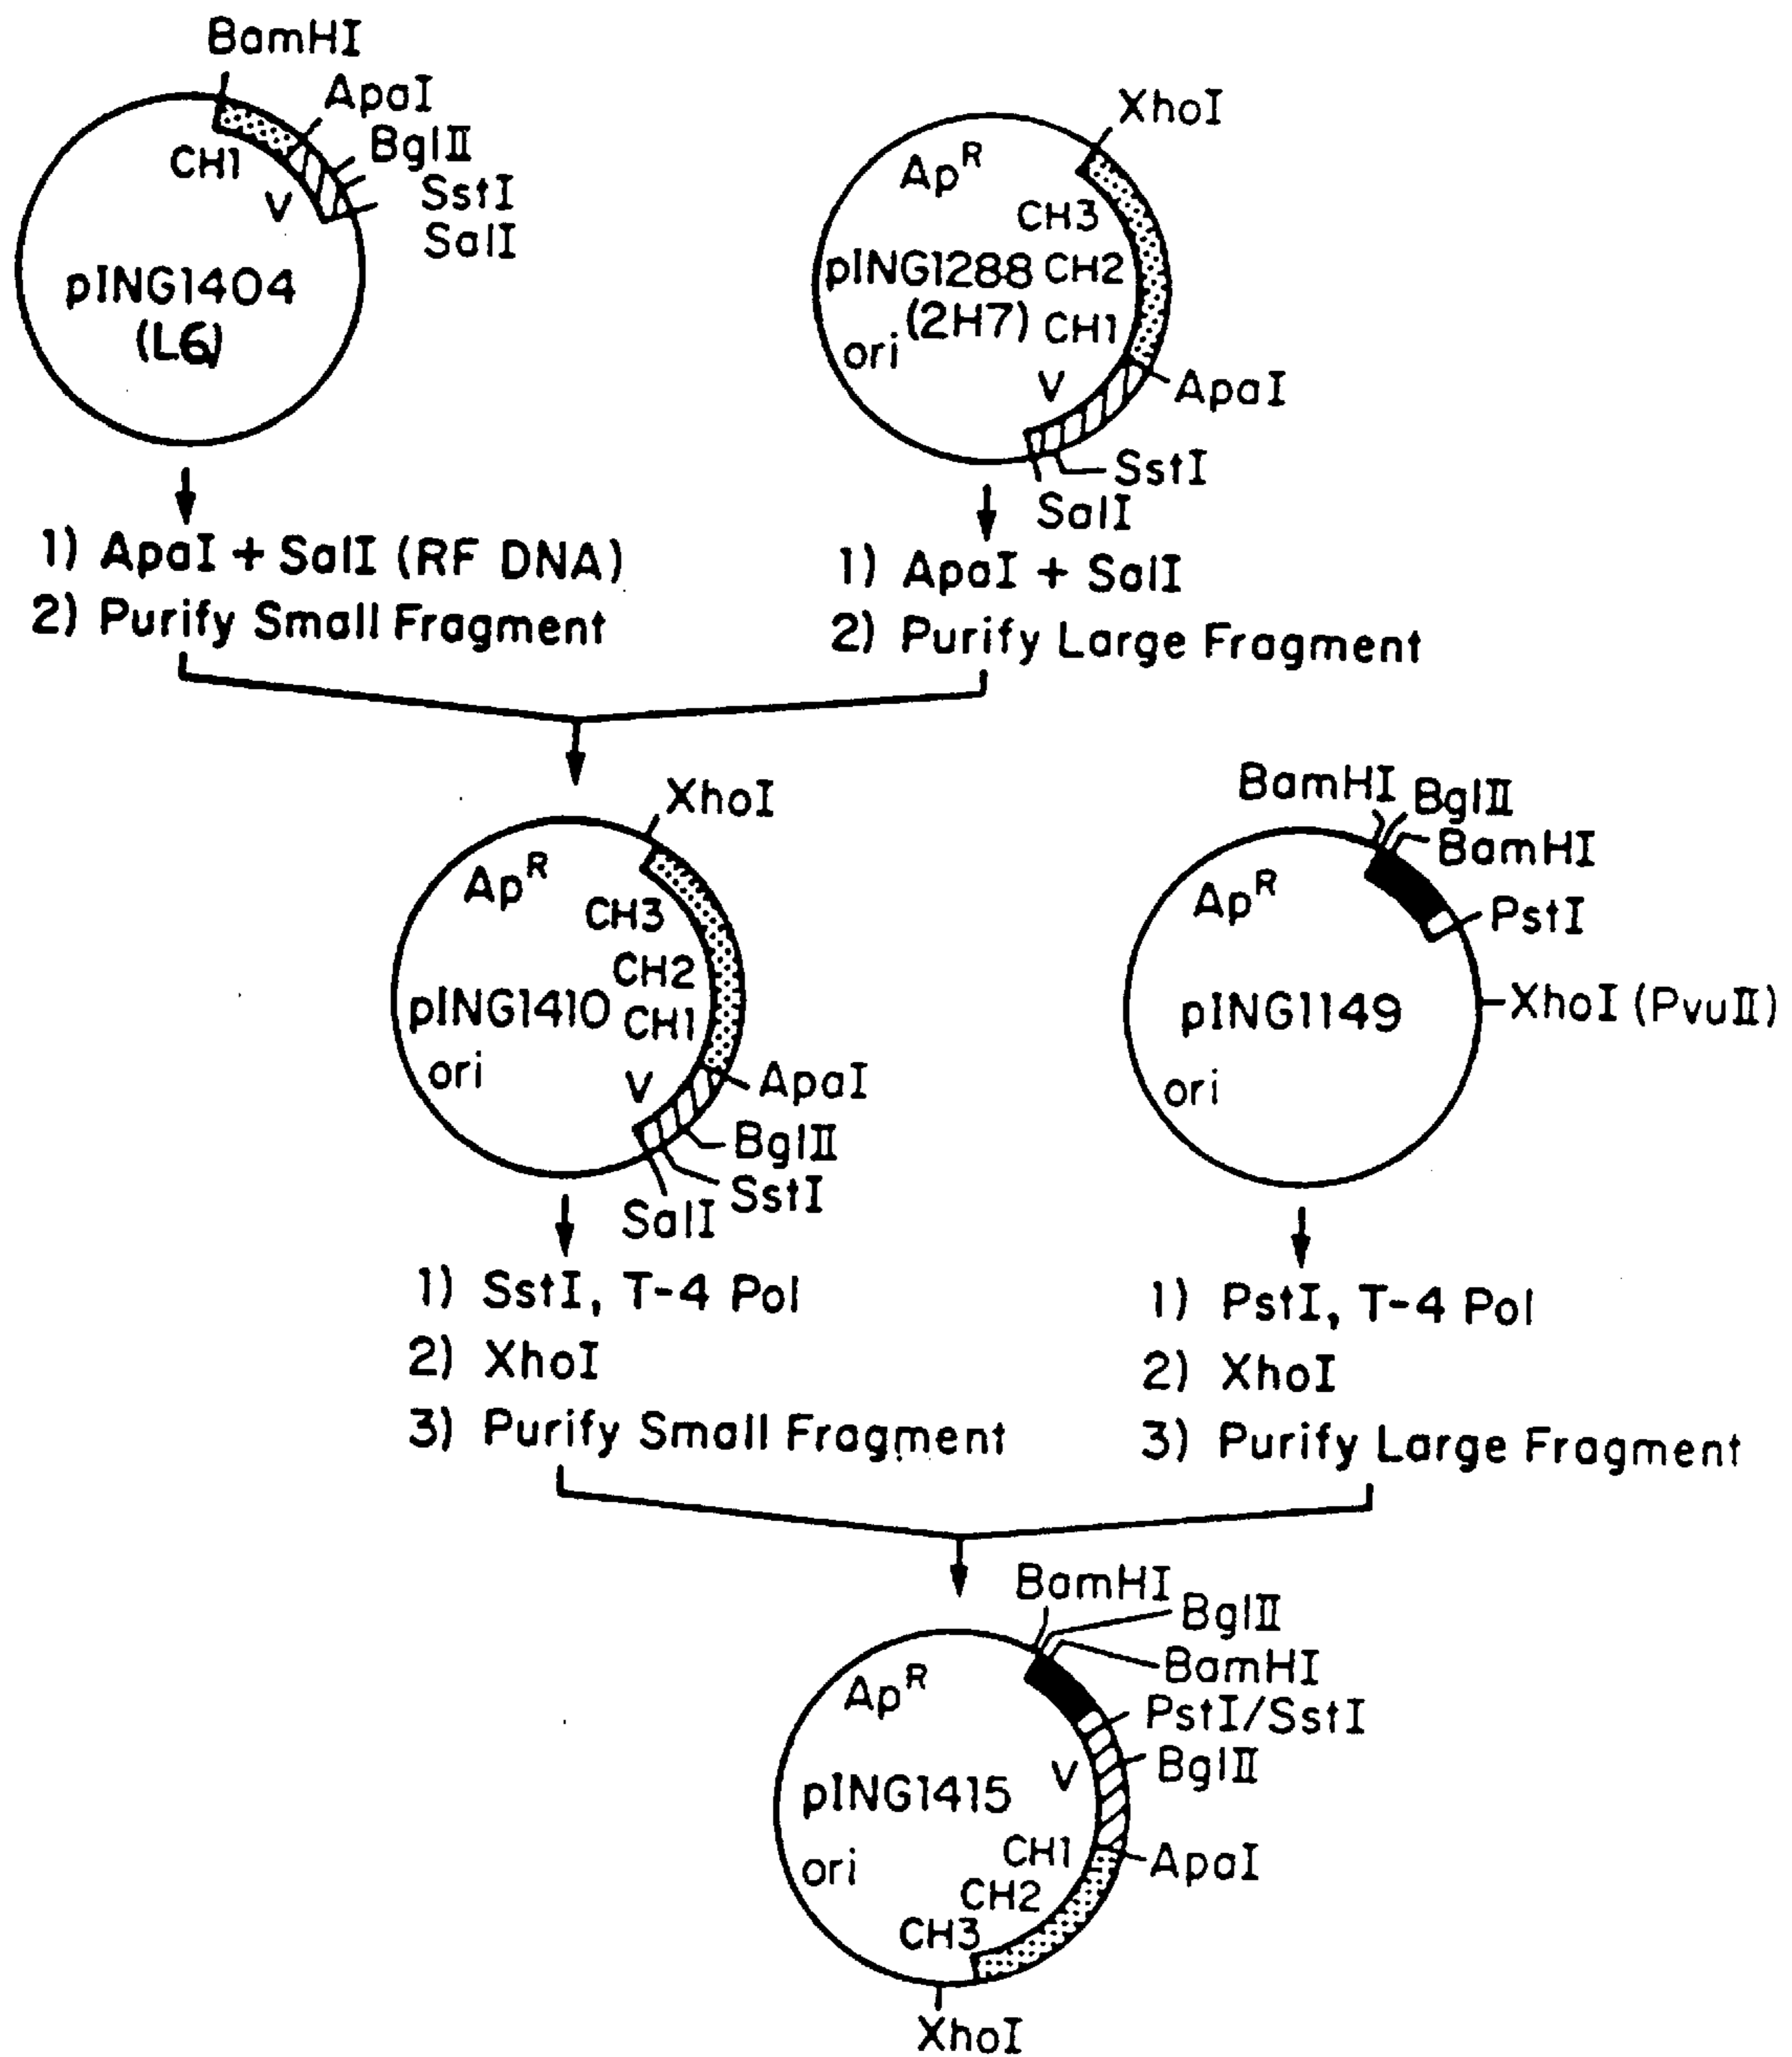 BamHI
ApaI
BglII
SstI
SalI
CH1
V
pING1404
(L6)
XhoI
Ap^R
CH3
pING1288 CH2
(2H7) CH1
ori
V
ApaI
SstI
SalI
1) ApaI + SalI (RF DNA)
2) Purify Small Fragment
1) ApaI + SalI
2) Purify Large Fragment
XhoI
Ap^R
CH3
CH2
pING1410 CH1
ori
V
ApaI
BglII
SstI
SalI
BamHI BglII
BamHI
Ap^R
PstI
XhoI (PvuII)
pING1149
ori
1) SstI, T-4 Pol
2) XhoI
3) Purify Small Fragment
1) PstI, T-4 Pol
2) XhoI
3) Purify Large Fragment
BamHI
BglII
BamHI
Ap^R
PstI/SstI
V
BglII
pING1415
CH1
ApaI
ori
CH2
CH3
XhoI